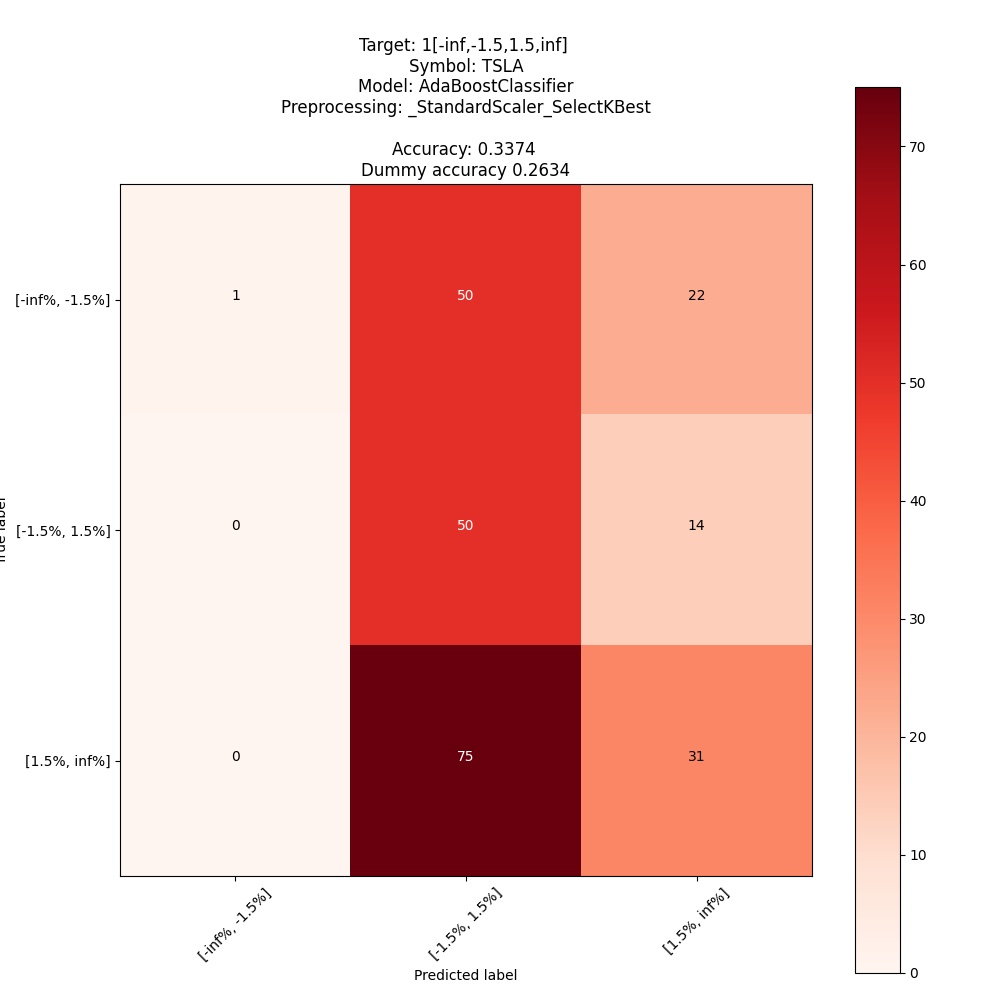 Target: 1[-inf,-1.5,1.5,inf]
Symbol: TSLA
Model: AdaBoostClassifier
Preprocessing: _StandardScaler_SelectKBest
Accuracy: 0.3374
Dummy accuracy 0.2634
[-inf%, -1.5%]
1
50
22
[-1.5%, 1.5%]
0
50
14
[1.5%, inf%]
0
75
31
[-inf%, -1.5%]
[-1.5%, 1.5%]
[1.5%, inf%]
Predicted label
70
60
50
40
30
20
10
0